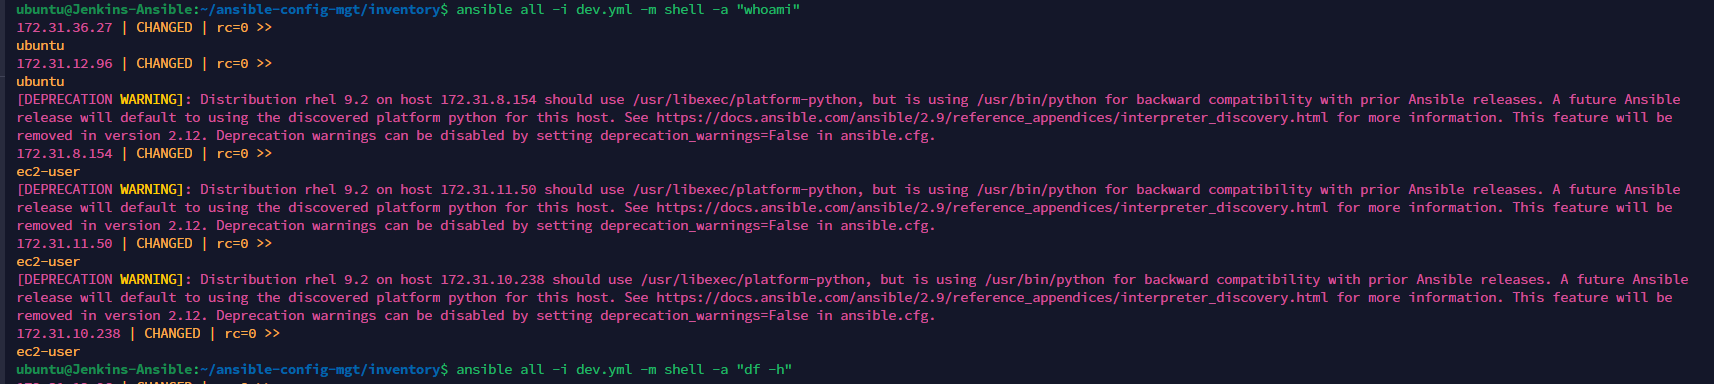 ubuntu@Jenkins-Ansible:~/ansible-config-mgt/inventory$ ansible all -i dev.yml -m shell -a "whoami"
172.31.36.27 | CHANGED | rc=0 >>
ubuntu
172.31.12.96 | CHANGED | rc=0 >>
ubuntu
[DEPRECATION WARNING]: Distribution rhel 9.2 on host 172.31.8.154 should use /usr/libexec/platform-python, but is using /usr/bin/python for backward compatibility with prior Ansible releases. A future Ansible
release will default to using the discovered platform python for this host. See https://docs.ansible.com/ansible/2.9/reference_appendices/interpreter_discovery.html for more information. This feature will be
removed in version 2.12. Deprecation warnings can be disabled by setting deprecation_warnings=False in ansible.cfg.
172.31.8.154 | CHANGED | rc=0 >>
ec2-user
[DEPRECATION WARNING]: Distribution rhel 9.2 on host 172.31.11.50 should use /usr/libexec/platform-python, but is using /usr/bin/python for backward compatibility with prior Ansible releases. A future Ansible
release will default to using the discovered platform python for this host. See https://docs.ansible.com/ansible/2.9/reference_appendices/interpreter_discovery.html for more information. This feature will be
removed in version 2.12. Deprecation warnings can be disabled by setting deprecation_warnings=False in ansible.cfg.
172.31.11.50 | CHANGED | rc=0 >>
ec2-user
[DEPRECATION WARNING]: Distribution rhel 9.2 on host 172.31.10.238 should use /usr/libexec/platform-python, but is using /usr/bin/python for backward compatibility with prior Ansible releases. A future Ansible
release will default to using the discovered platform python for this host. See https://docs.ansible.com/ansible/2.9/reference_appendices/interpreter_discovery.html for more information. This feature will be
removed in version 2.12. Deprecation warnings can be disabled by setting deprecation_warnings=False in ansible.cfg.
172.31.10.238 | CHANGED | rc=0 >>
ec2-user
ubuntu@Jenkins-Ansible:~/ansible-config-mgt/inventory$ ansible all -i dev.yml -m shell -a "df -h"